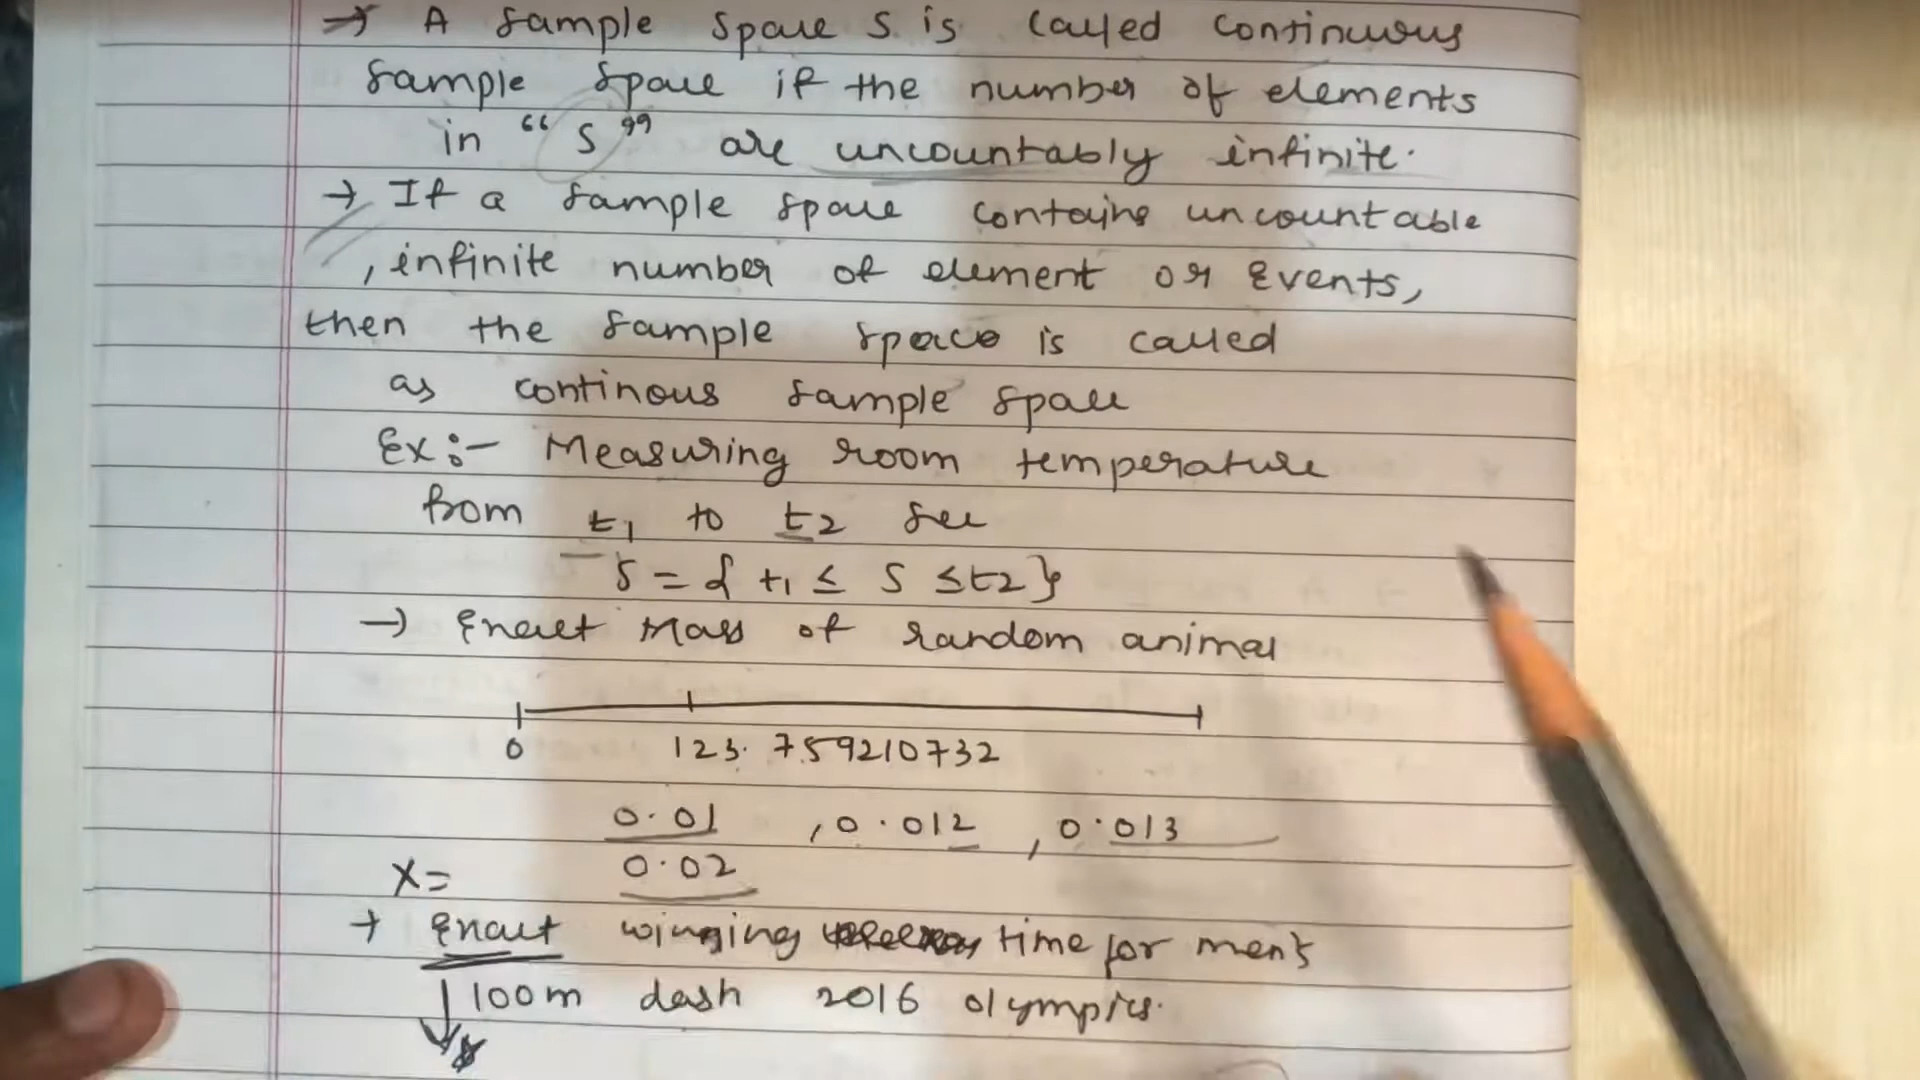 → A sample space S is called continuous
sample space if the number of elements
in “ S ” are uncountably infinite.
→ If a sample space contains uncountable
, infinite number of element or Events,
then the sample space is called
as continous sample space
Ex:- Measuring room temperature
from t1 to t2 sec
S = { t1 ≤ S ≤ t2 }
→ Exact Mass of random animal
0 123. 759210732
0.01 , 0.012 , 0.013
X= 0.02
→ Exact winning time for men's
100m dash 2016 olympics.